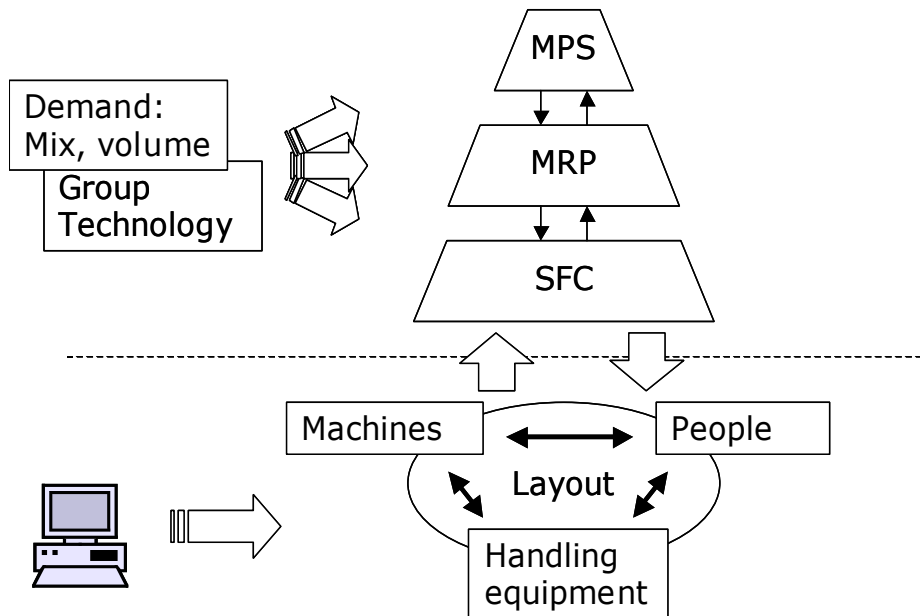 MPS
Demand:
Mix, volume
Group
Technology
MRP
SFC
Machines
People
Layout
Handling
equipment